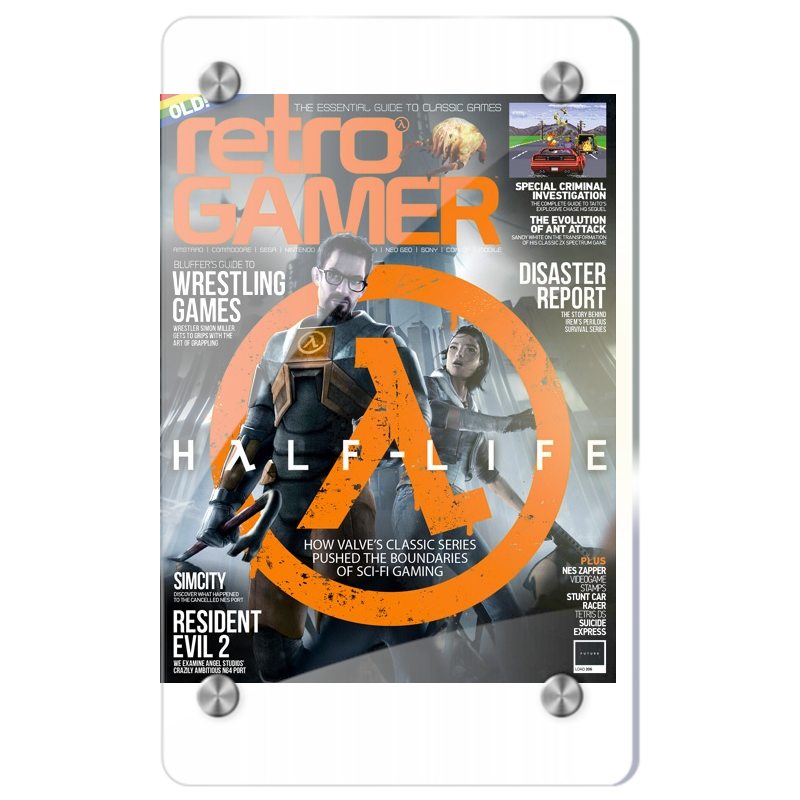 OLD!
THE ESSENTIAL GUIDE TO CLASSIC GAMES
retro
GAMER
AMSTRAD | COMMODORE | SEGA | NINTENDO
NEO GEO | SONY
SPECIAL CRIMINAL
INVESTIGATION
THE COMPLETE GUIDE TO TAITO'S
EXPLOSIVE CHASE HQ SEQUEL
THE EVOLUTION
OF ANT ATTACK
SANDY WHITE ON THE TRANSFORMATION
OF HIS CLASSIC ZX SPECTRUM GAME
BLUFFER'S GUIDE TO
WRESTLING
GAMES
WRESTLER SIMON MILLER
GETS TO GRIPS WITH THE
ART OF GRAPPLING
DISASTER
REPORT
THE STORY BEHIND
IREM'S PERILOUS
SURVIVAL SERIES
HλLF-LIFE
HOW VALVE'S CLASSIC SERIES
PUSHED THE BOUNDARIES
OF SCI-FI GAMING
SIMCITY
DISCOVER WHAT HAPPENED
TO THE CANCELLED NES PORT
RESIDENT
EVIL 2
WE EXAMINE ANGEL STUDIOS'
CRAZILY AMBITIOUS N64 PORT
PLUS
NES ZAPPER
VIDEOGAME
STAMPS
STUNT CAR
RACER
TETRIS DS
SUICIDE
EXPRESS
FUTURE